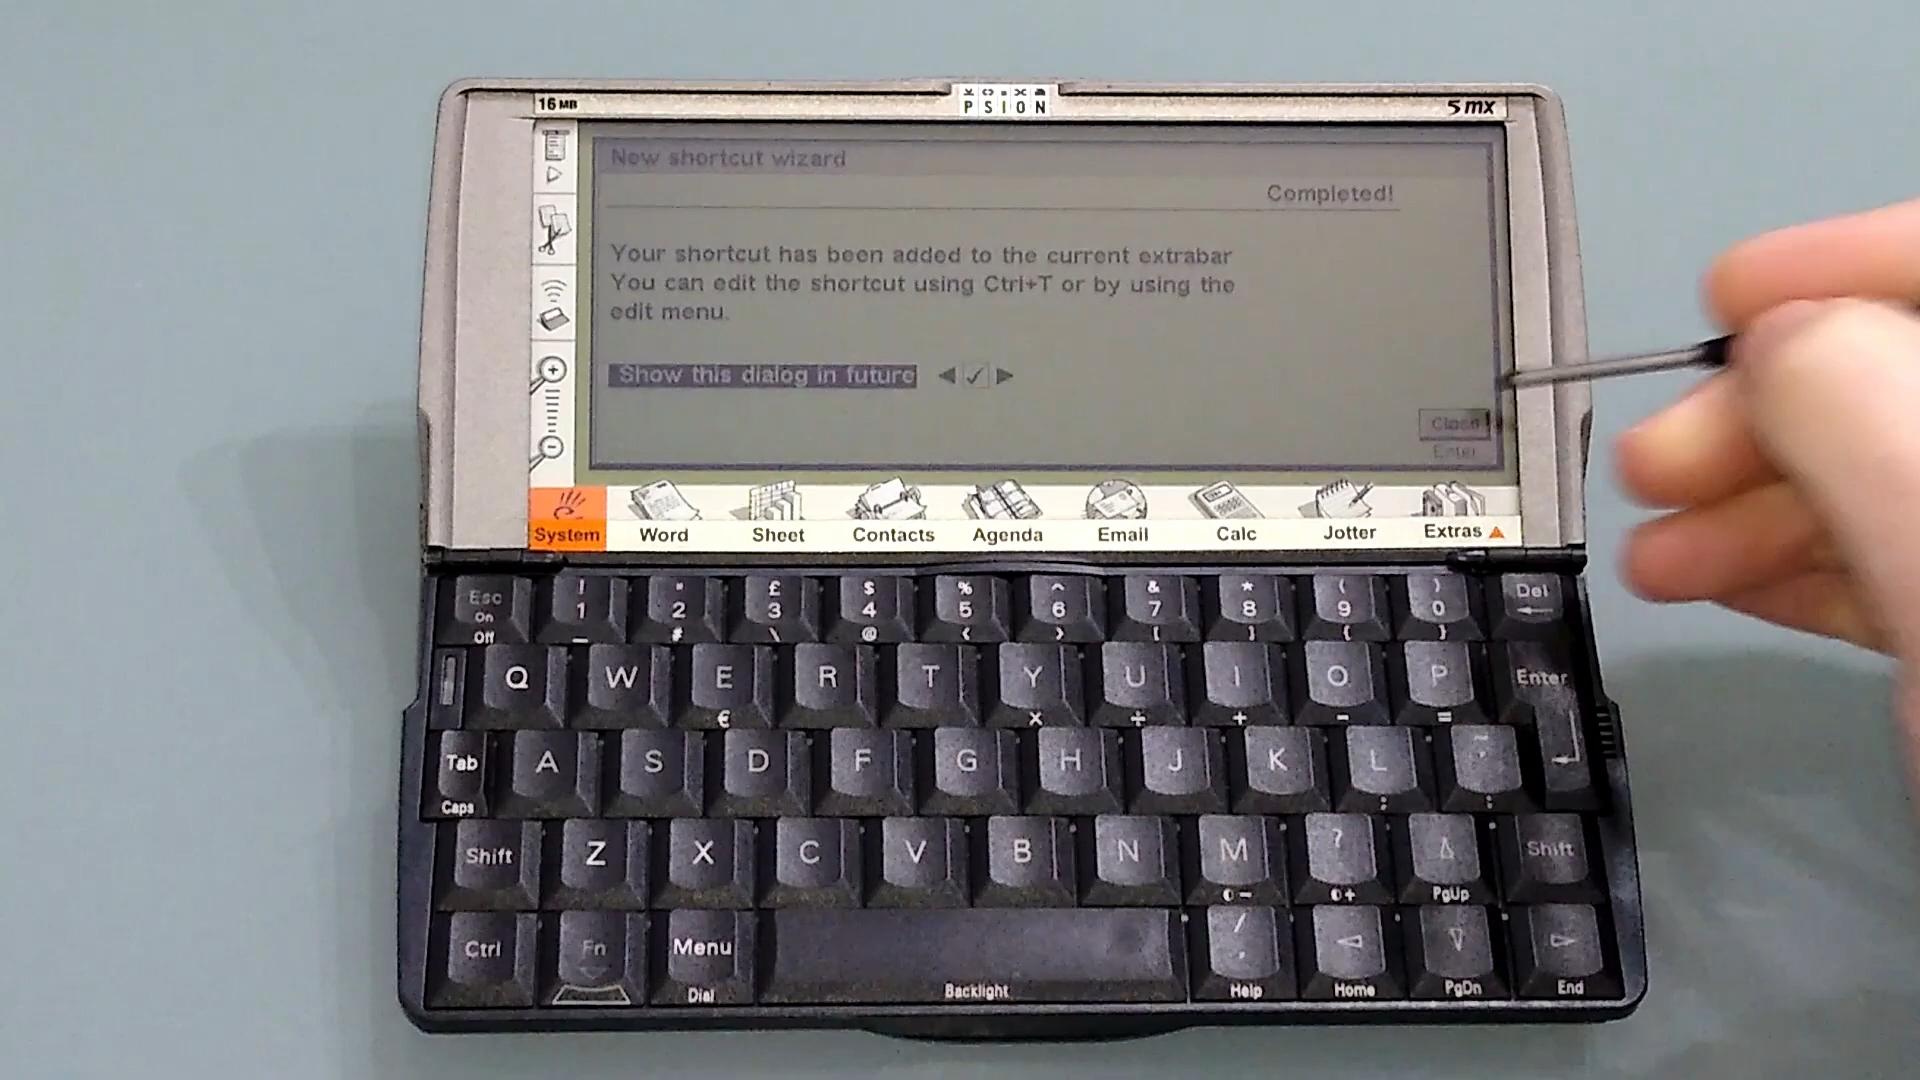 16 MB
PSION
5mx
New shortcut wizard
Completed!
Your shortcut has been added to the current extrabar
You can edit the shortcut using Ctrl+T or by using the
edit menu.
Show this dialog in future
Close
Enter
System Word Sheet Contacts Agenda Email Calc Jotter Extras
! " £ $ % ^ & * ( )
Esc 1 2 3 4 5 6 7 8 9 0 Del
On
Off _ # \ @ < > [ ] { }
Q W E R T Y U I O P Enter
€ x ÷ + - =
Tab A S D F G H J K L ~ '
Caps ; :
Shift Z X C V B N M ? . Shift
PgUp
Ctrl Fn Menu / ,
Dial Backlight Help Home PgDn End